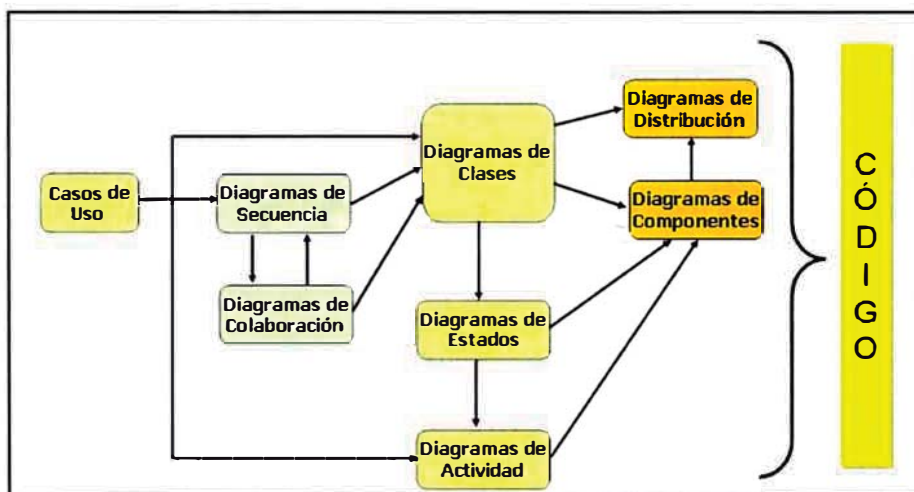 Casos de
Uso
Diagramas de
Secuencia
Diagramas de
Colaboración
Diagramas de
Clases
Diagramas de
Estados
Diagramas de
Actividad
Diagramas de
Distribución
Diagramas de
Componentes
C
Ó
D
I
G
O